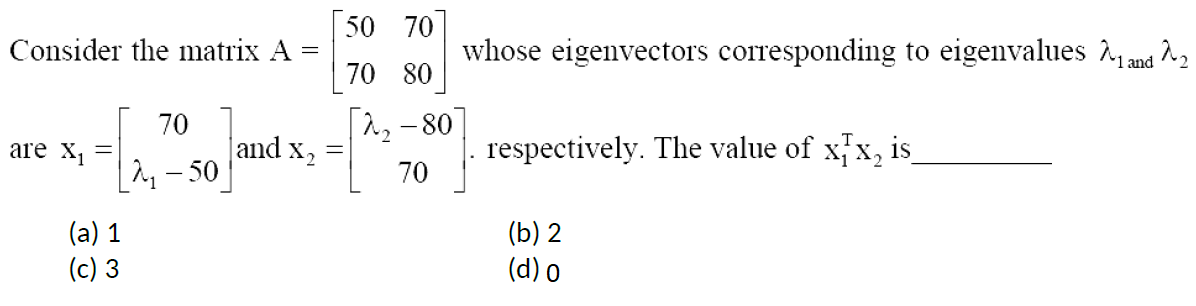 Consider the matrix A = [50 70; 70 80] whose eigenvectors corresponding to eigenvalues λ₁ and λ₂
are x₁ = [70; λ₁ – 50] and x₂ = [λ₂ – 80; 70]. respectively. The value of x₁ᵀx₂ is__________
(a) 1 (b) 2
(c) 3 (d) 0